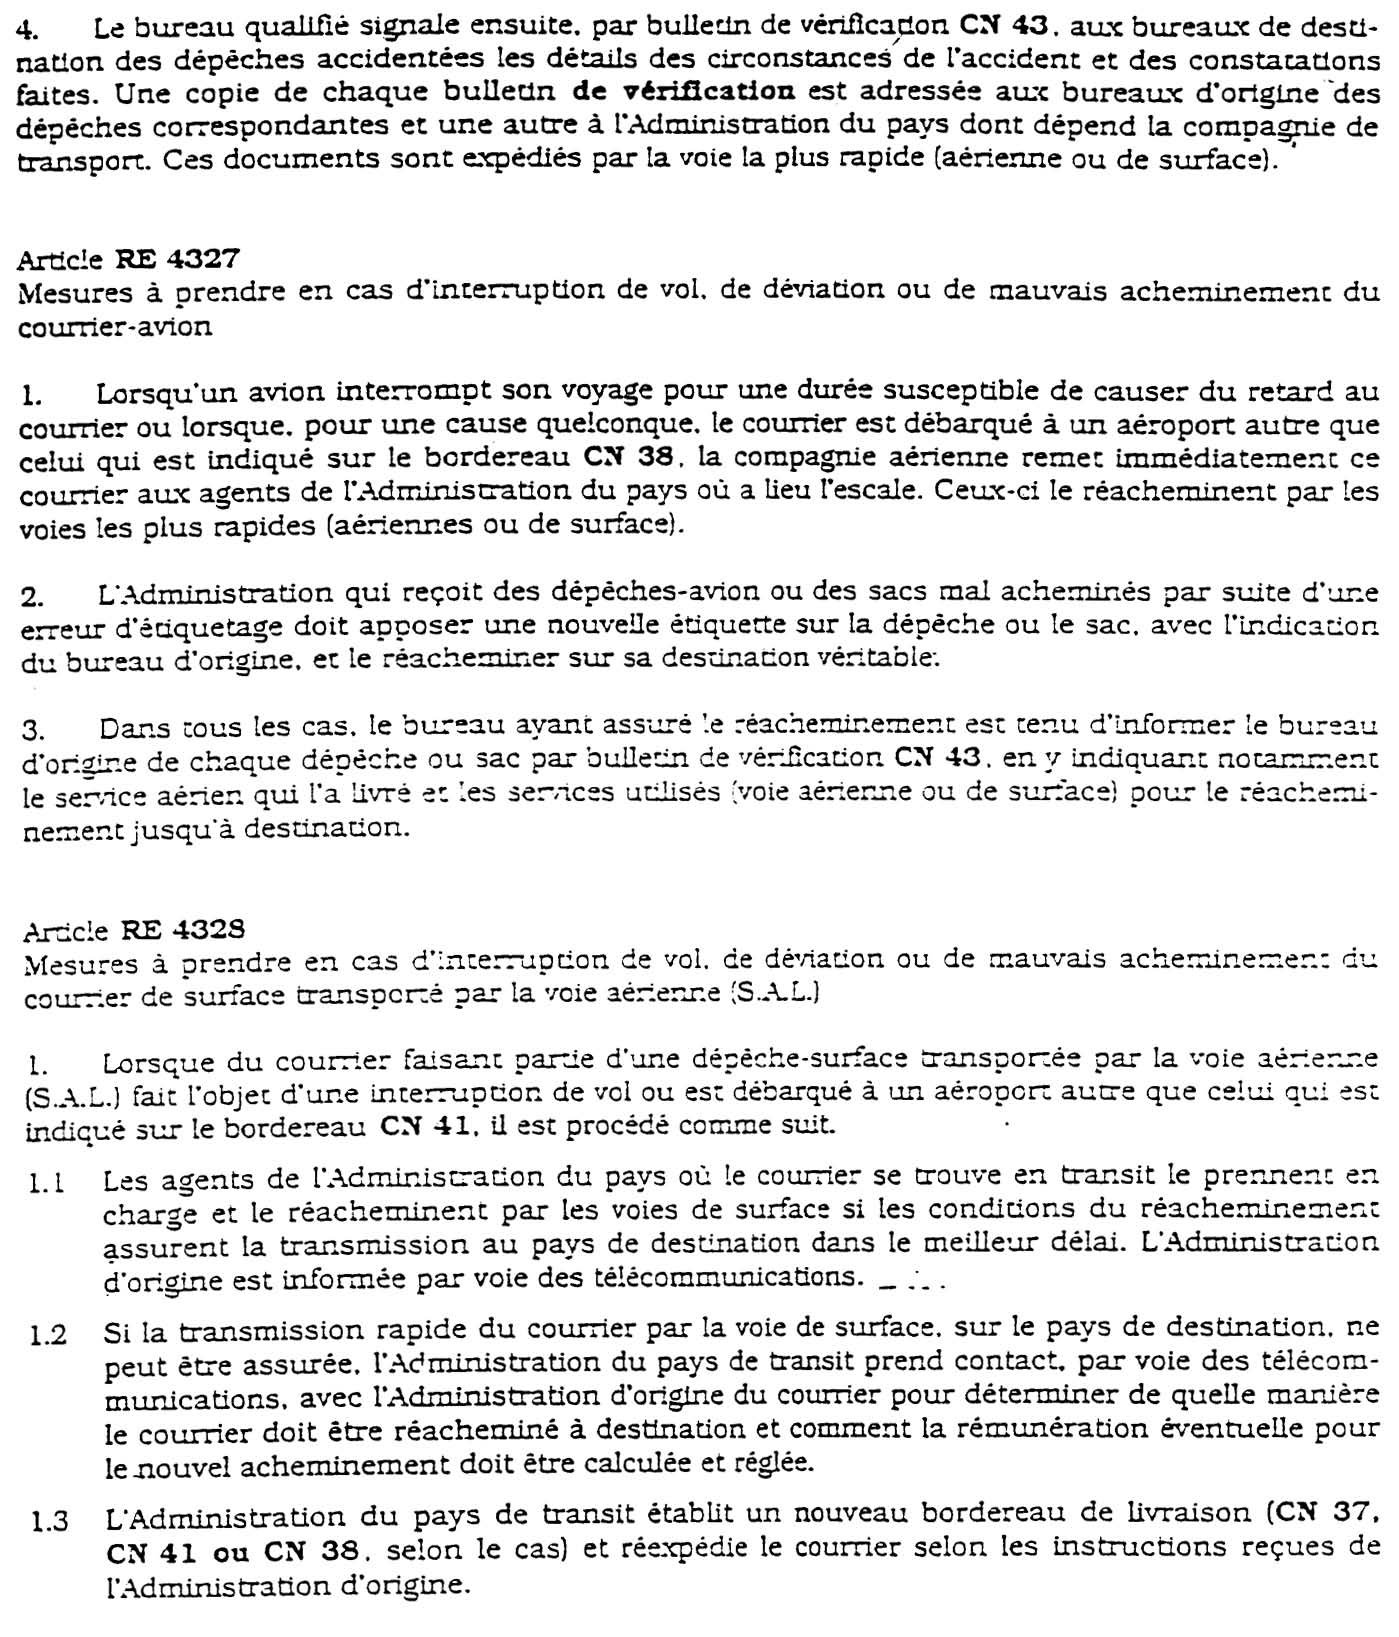 4. Le bureau qualifié signale ensuite, par bulletin de vérification CN 43, aux bureaux de desti-
nation des dépêches accidentées les détails des circonstances de l'accident et des constatations
faites. Une copie de chaque bulletin de vérification est adressée aux bureaux d'origine des
dépêches correspondantes et une autre à l'Administration du pays dont dépend la compagnie de
transport. Ces documents sont expédiés par la voie la plus rapide (aérienne ou de surface).
Article RE 4327
Mesures à prendre en cas d'interruption de vol, de déviation ou de mauvais acheminement du
courrier-avion
1. Lorsqu'un avion interrompt son voyage pour une durée susceptible de causer du retard au
courrier ou lorsque, pour une cause quelconque, le courrier est débarqué à un aéroport autre que
celui qui est indiqué sur le bordereau CN 38, la compagnie aérienne remet immédiatement ce
courrier aux agents de l'Administration du pays où a lieu l'escale. Ceux-ci le réacheminent par les
voies les plus rapides (aériennes ou de surface).
2. L'Administration qui reçoit des dépêches-avion ou des sacs mal acheminés par suite d'une
erreur d'étiquetage doit apposer une nouvelle étiquette sur la dépêche ou le sac, avec l'indication
du bureau d'origine, et le réacheminer sur sa destination véritable.
3. Dans tous les cas, le bureau ayant assuré le réacheminement est tenu d'informer le bureau
d'origine de chaque dépêche ou sac par bulletin de vérification CN 43, en y indiquant notamment
le service aérien qui l'a livré et les services utilisés (voie aérienne ou de surface) pour le réachemi-
nement jusqu'à destination.
Article RE 4328
Mesures à prendre en cas d'interruption de vol, de déviation ou de mauvais acheminement du
courrier de surface transporté par la voie aérienne (S.A.L.)
1. Lorsque du courrier faisant partie d'une dépêche-surface transportée par la voie aérienne
(S.A.L.) fait l'objet d'une interruption de vol ou est débarqué à un aéroport autre que celui qui est
indiqué sur le bordereau CN 41, il est procédé comme suit.
1.1 Les agents de l'Administration du pays où le courrier se trouve en transit le prennent en
charge et le réacheminent par les voies de surface si les conditions du réacheminement
assurent la transmission au pays de destination dans le meilleur délai. L'Administration
d'origine est informée par voie des télécommunications.
1.2 Si la transmission rapide du courrier par la voie de surface, sur le pays de destination, ne
peut être assurée, l'Administration du pays de transit prend contact, par voie des télécom-
munications, avec l'Administration d'origine du courrier pour déterminer de quelle manière
le courrier doit être réacheminé à destination et comment la rémunération éventuelle pour
le nouvel acheminement doit être calculée et réglée.
1.3 L'Administration du pays de transit établit un nouveau bordereau de livraison (CN 37,
CN 41 ou CN 38, selon le cas) et réexpédie le courrier selon les instructions reçues de
l'Administration d'origine.